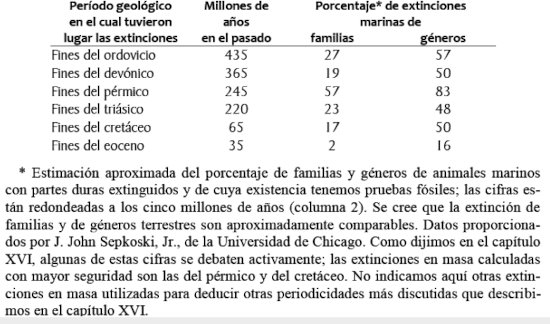 Período geológico Millones de Porcentaje* de extinciones
en el cual tuvieron años marinas de
lugar las extinciones en el pasado familias géneros
Fines del ordovicio 435 27 57
Fines del devónico 365 19 50
Fines del pérmico 245 57 83
Fines del triásico 220 23 48
Fines del cretáceo 65 17 50
Fines del eoceno 35 2 16
* Estimación aproximada del porcentaje de familias y géneros de animales marinos
con partes duras extinguidos y de cuya existencia tenemos pruebas fósiles; las cifras es-
tán redondeadas a los cinco millones de años (columna 2). Se cree que la extinción de
familias y de géneros terrestres son aproximadamente comparables. Datos proporciona-
dos por J. John Sepkoski, Jr., de la Universidad de Chicago. Como dijimos en el capítulo
XVI, algunas de estas cifras se debaten activamente; las extinciones en masa calculadas
con mayor seguridad son las del pérmico y del cretáceo. No indicamos aquí otras extin-
ciones en masa utilizadas para deducir otras periodicidades más discutidas que describi-
mos en el capítulo XVI.